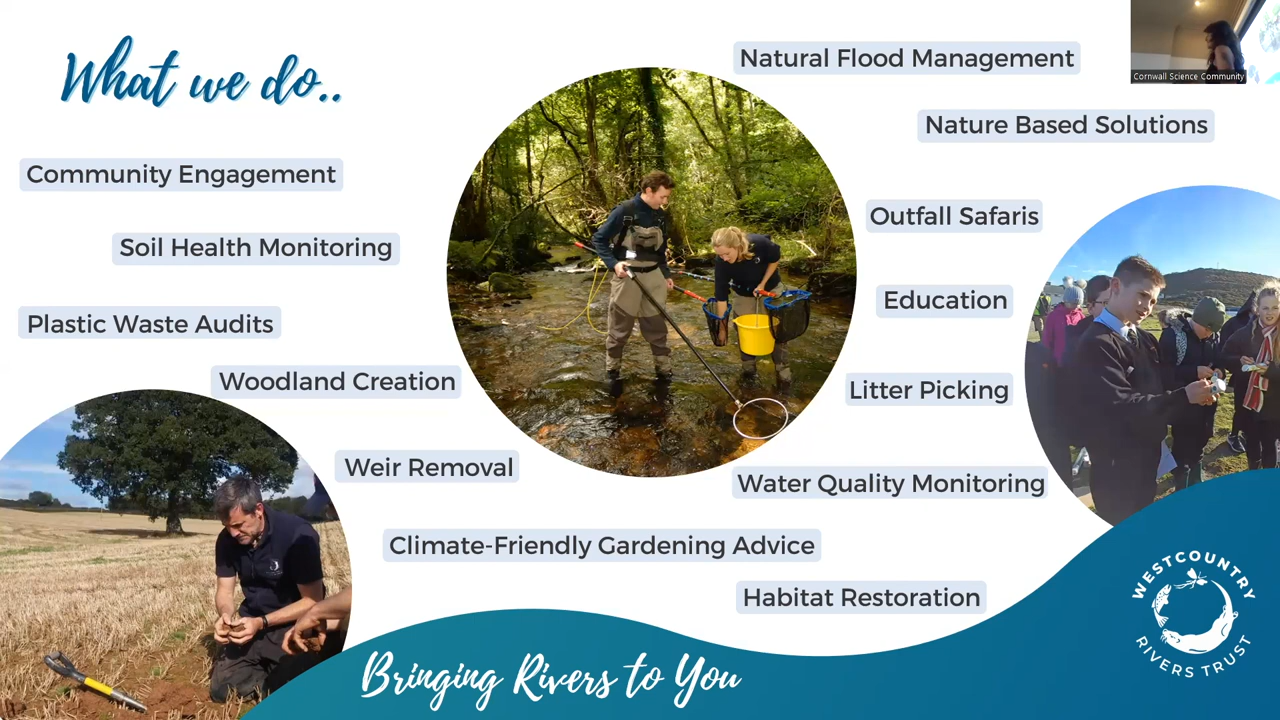 What we do..
Natural Flood Management
Cornwall Science Community
Nature Based Solutions
Community Engagement
Outfall Safaris
Soil Health Monitoring
Education
Plastic Waste Audits
Woodland Creation
Litter Picking
Weir Removal
Water Quality Monitoring
Climate-Friendly Gardening Advice
Habitat Restoration
WESTCOUNTRY
RIVERS TRUST
Bringing Rivers to You